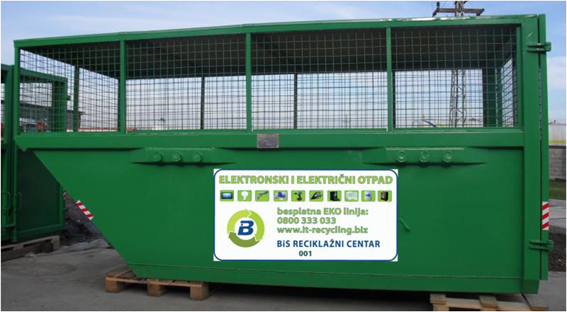 ELEKTRONSKI I ELEKTRIČNI OTPAD
besplatna EKO linija:
0800 333 033
www.it-recycling.biz
B
BiS RECIKLAŽNI CENTAR
001